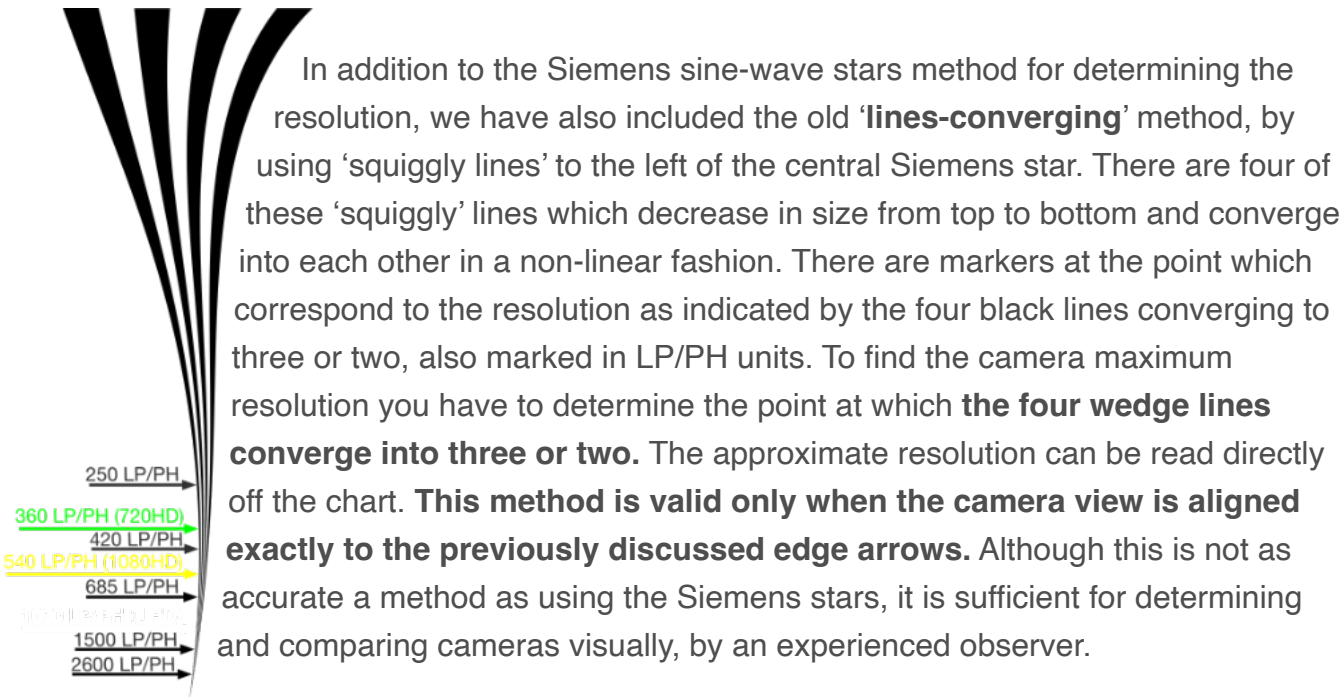 In addition to the Siemens sine-wave stars method for determining the
resolution, we have also included the old ‘lines-converging’ method, by
using ‘squiggly lines’ to the left of the central Siemens star. There are four of
these ‘squiggly’ lines which decrease in size from top to bottom and converge
into each other in a non-linear fashion. There are markers at the point which
correspond to the resolution as indicated by the four black lines converging to
three or two, also marked in LP/PH units. To find the camera maximum
resolution you have to determine the point at which the four wedge lines
converge into three or two. The approximate resolution can be read directly
off the chart. This method is valid only when the camera view is aligned
exactly to the previously discussed edge arrows. Although this is not as
accurate a method as using the Siemens stars, it is sufficient for determining
and comparing cameras visually, by an experienced observer.
250 LP/PH
360 LP/PH (720HD)
420 LP/PH
540 LP/PH (1080HD)
685 LP/PH
1500 LP/PH
2600 LP/PH